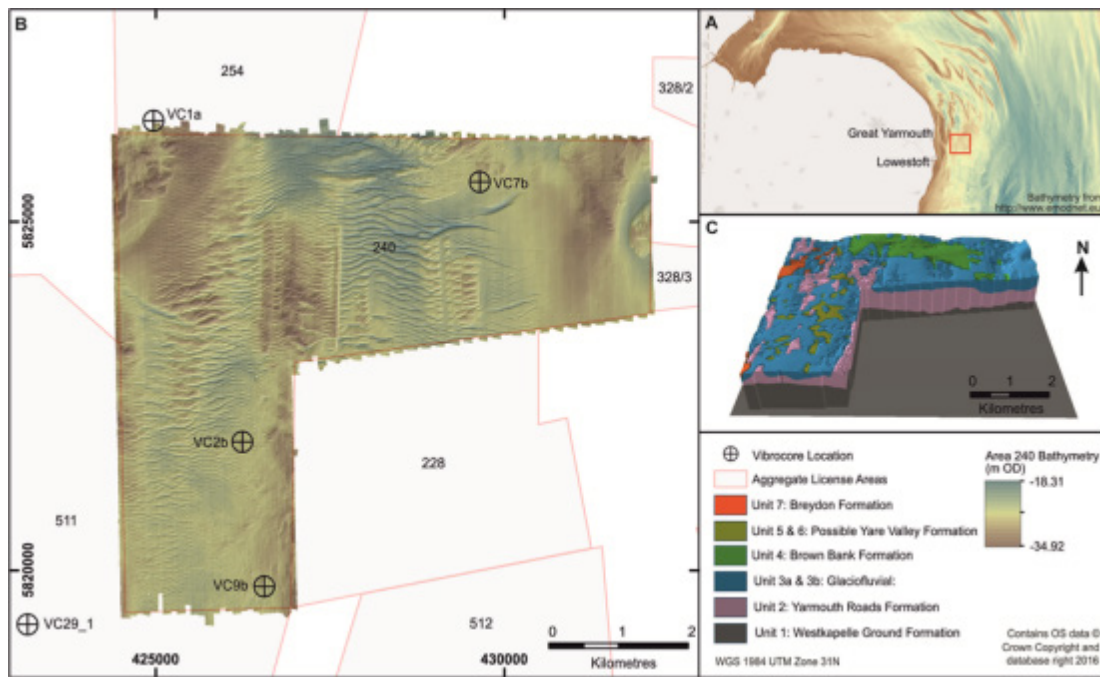 B
254
VC1a
328/2
VC7b
5825000
240
328/3
VC2b
228
511
5820000
VC9b
VC29_1
512
0 1 2
Kilometres
425000
430000
A
Great Yarmouth
Lowestoft
Bathymetry from
http://www.emodnet.eu
C
N
0 1 2
Kilometres
Vibrocore Location
Aggregate License Areas
Unit 7: Breydon Formation
Unit 5 & 6: Possible Yare Valley Formation
Unit 4: Brown Bank Formation
Unit 3a & 3b: Glaciofluvial:
Unit 2: Yarmouth Roads Formation
Unit 1: Westkapelle Ground Formation
WGS 1984 UTM Zone 31N
Area 240 Bathymetry
(m OD)
-18.31
-34.92
Contains OS data ©
Crown Copyright and
database right 2016